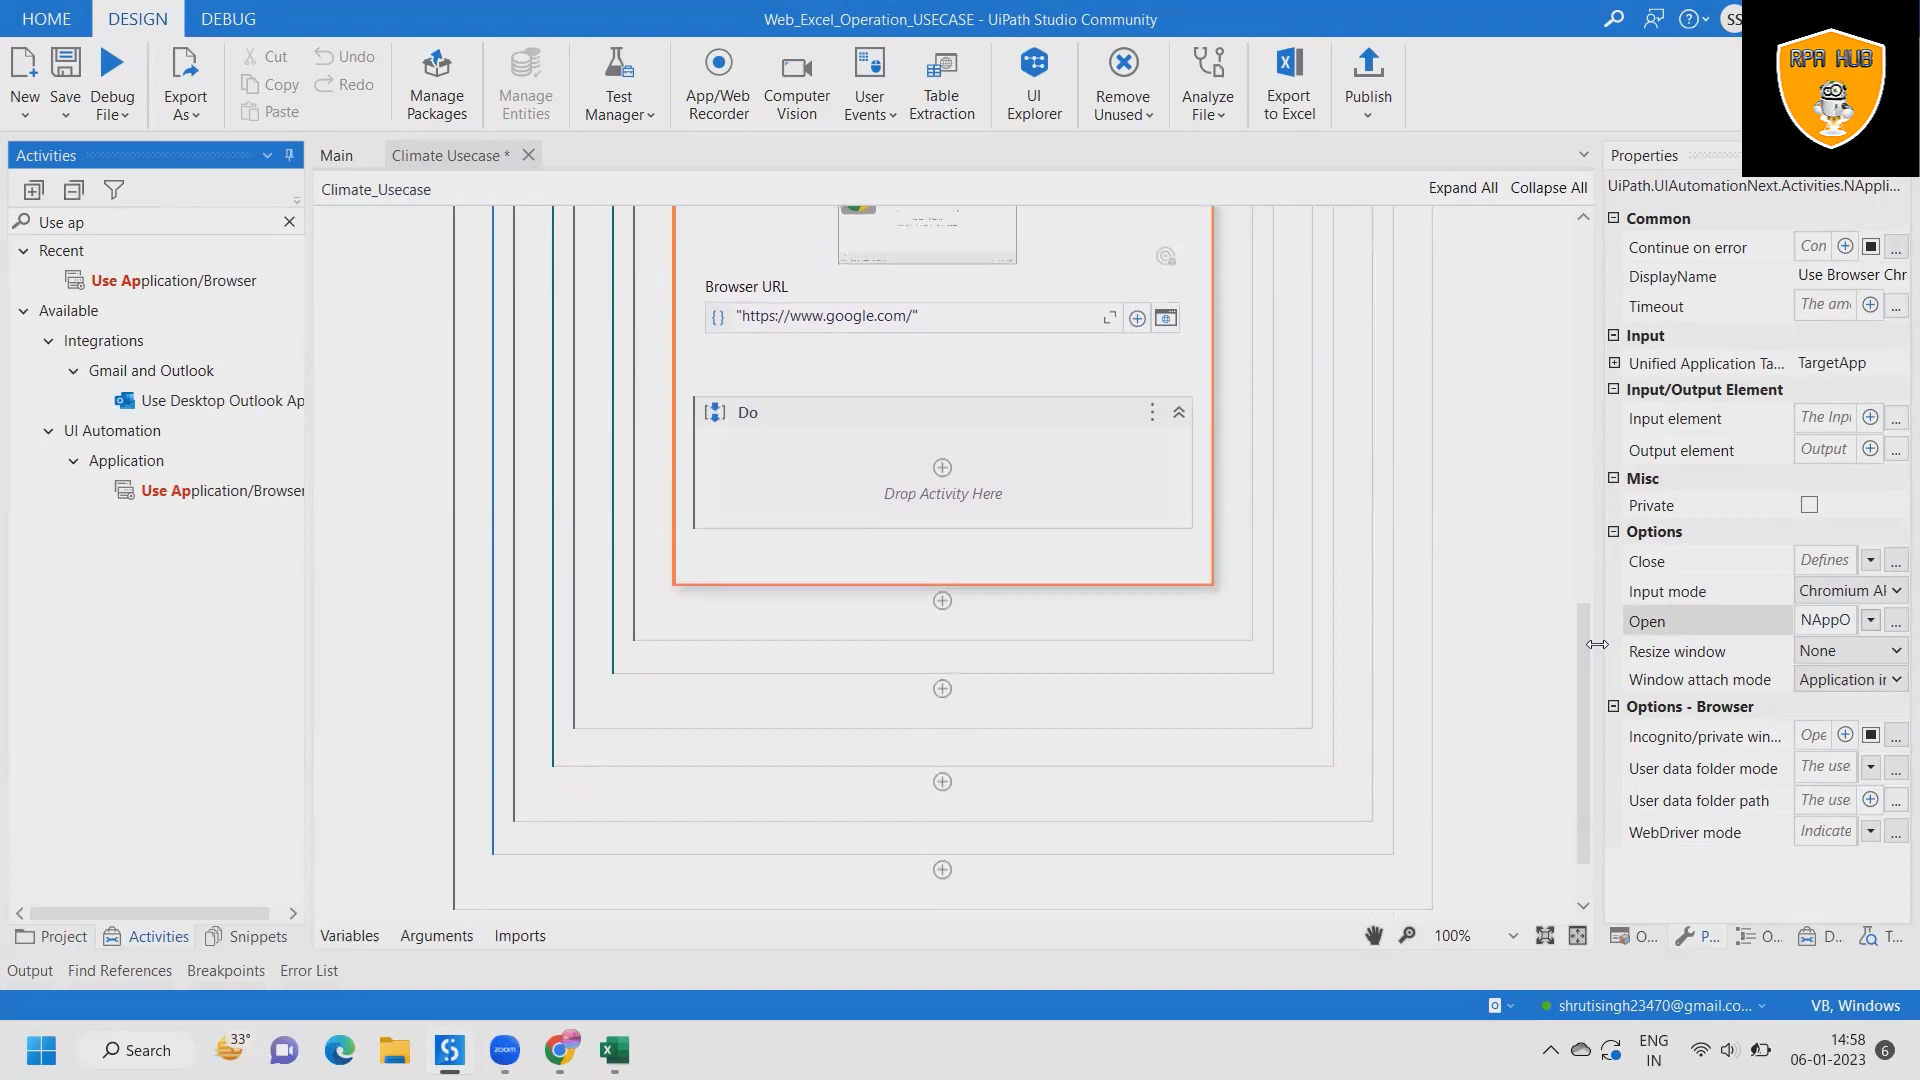 HOME DESIGN DEBUG
Web_Excel_Operation_USECASE - UiPath Studio Community
SS
RPA HUB
New
Save
Debug
File
Export
As
Cut
Copy
Paste
Undo
Redo
Manage
Packages
Manage
Entities
Test
Manager
App/Web
Recorder
Computer
Vision
User
Events
Table
Extraction
UI
Explorer
Remove
Unused
Analyze
File
Export
to Excel
Publish
Activities
Use ap
Recent
Use Application/Browser
Available
Integrations
Gmail and Outlook
Use Desktop Outlook Ap
UI Automation
Application
Use Application/Browser
Project Activities Snippets
Main Climate Usecase *
Climate_Usecase
Expand All Collapse All
Browser URL
"https://www.google.com/"
Do
Drop Activity Here
Variables Arguments Imports
100%
Properties
UiPath.UIAutomationNext.Activities.NAppli...
Common
Continue on error Con ...
DisplayName Use Browser Chr
Timeout The am ...
Input
Unified Application Ta... TargetApp
Input/Output Element
Input element The Inp ...
Output element Output ...
Misc
Private
Options
Close Defines ...
Input mode Chromium AP
Open NAppO ...
Resize window None
Window attach mode Application in
Options - Browser
Incognito/private win... Ope ...
User data folder mode The use ...
User data folder path The use ...
WebDriver mode Indicate ...
O... P... O... D... T...
Output Find References Breakpoints Error List
shrutisingh23470@gmail.co... VB, Windows
33°
Search
zoom
ENG
IN
14:58
06-01-2023
6